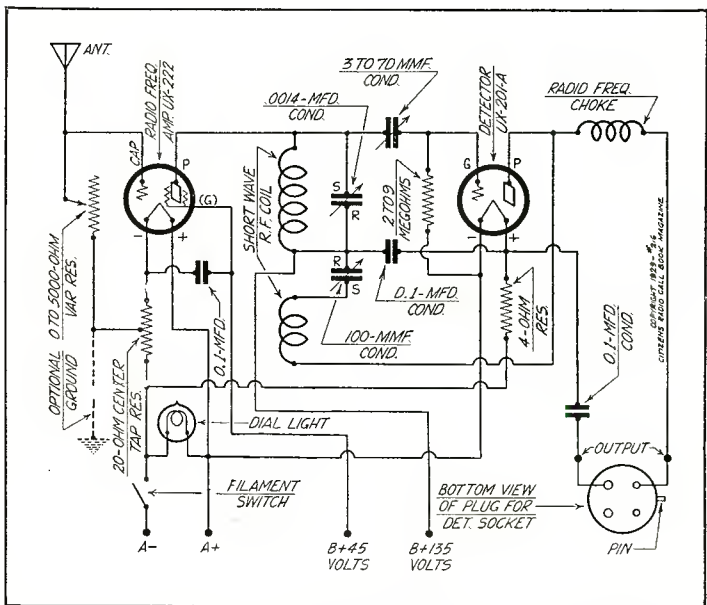 ANT.
RADIO FREQ.
AMP. UX-222
CAP
P
(G)
-
+
0 TO 5000-OHM
VAR RES.
OPTIONAL
GROUND
20-OHM CENTER
TAP RES.
0.1-MFD.
DIAL LIGHT
FILAMENT
SWITCH
A-
A+
SHORT WAVE
R.F. COIL
.0014-MFD.
COND.
S
R
R
S
100-MMF.
COND.
3 TO 70 MMF.
COND.
2 TO 9
MEGOHMS
0.1-MFD.
COND.
B+45
VOLTS
B+135
VOLTS
DETECTOR
UX-201-A
G
P
-
+
4-OHM
RES.
RADIO FREQ.
CHOKE
COPYRIGHT 1929-#216
CITIZENS RADIO CALL BOOK MAGAZINE
0.1-MFD.
COND.
OUTPUT
BOTTOM VIEW
OF PLUG FOR
DET. SOCKET
PIN